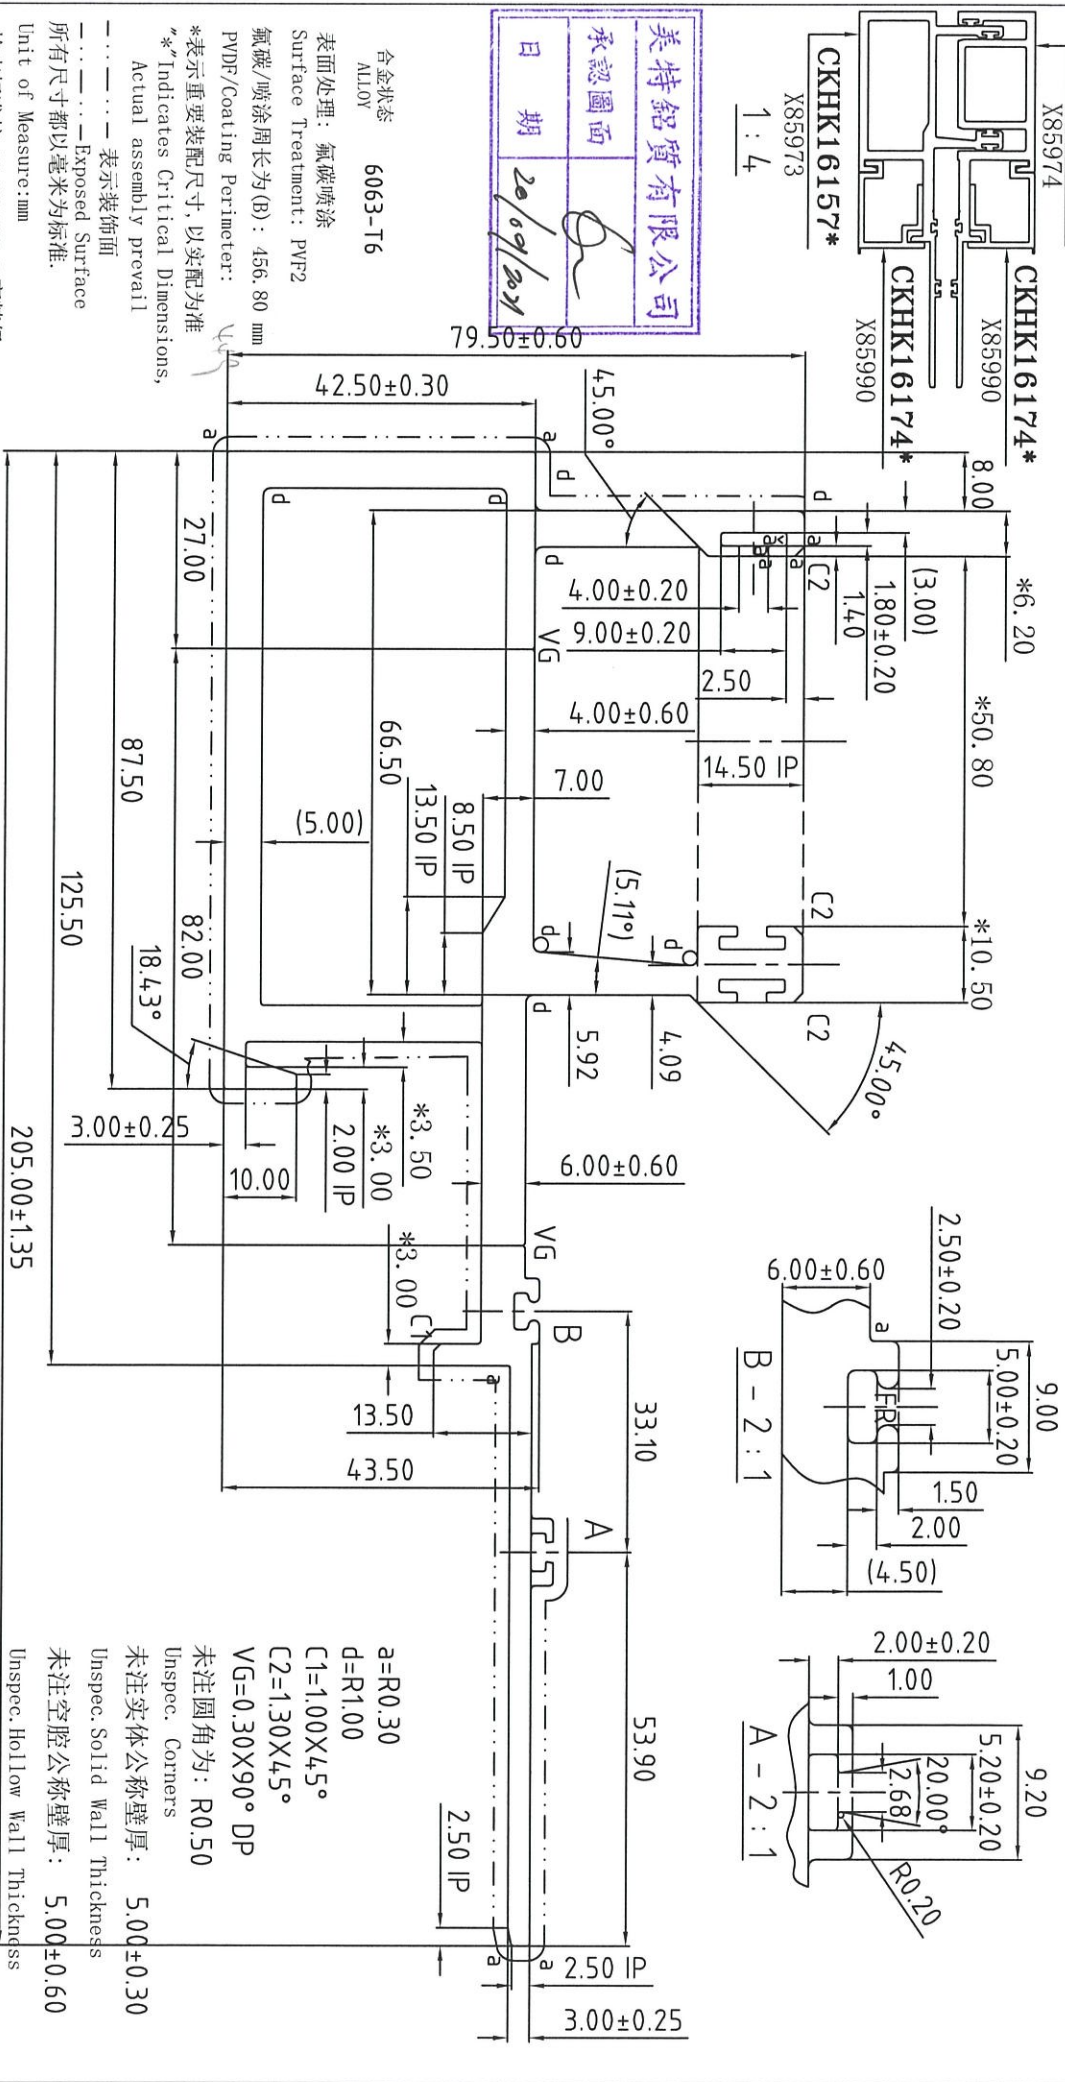 X85974
CKHK16157*
X85973
1 : 4
CKHK16174*
X85990
CKHK16174*
X85990
美特鋁質有限公司
承認圖面
日 期
合金状态
ALLOY
6063-T6
表面处理: 氟碳喷涂
Surface Treatment: PVF2
氟碳/喷涂周长为(B): 456.80 mm
PVDF/Coating Perimeter:
*表示重要装配尺寸, 以实配为准
"*"Indicates Critical Dimensions,
Actual assembly prevail
表示装饰面
Exposed Surface
所有尺寸都以毫米为标准.
Unit of Measure:mm
79.50±0.60
42.50±0.30
45.00°
8.00
*6.20
(3.00)
1.80±0.20
1.40
C2
4.00±0.20
9.00±0.20
2.50
*50.80
4.00±0.60
14.50 IP
7.00
VG
27.00
66.50
13.50 IP
8.50 IP
(5.00)
(5.11°)
C2
*10.50
C2
45.00°
4.09
5.92
87.50
82.00
18.43°
125.50
205.00±1.35
3.00±0.25
10.00
2.00 IP
*3.00
*3.50
6.00±0.60
VG
*3.00
C1
B
13.50
43.50
33.10
A
53.90
2.50 IP
2.50 IP
3.00±0.25
a
a
d
d
d
d
d
d
d
d
a
a
a
a
a
a
2.50±0.20
6.00±0.60
a
9.00
5.00±0.20
FR
1.50
2.00
(4.50)
B - 2 : 1
2.00±0.20
1.00
9.20
5.20±0.20
20.00°
2.68
R0.20
A - 2 : 1
a=R0.30
d=R1.00
C1=1.00X45°
C2=1.30X45°
VG=0.30X90° DP
未注圆角为: R0.50
Unspec. Corners
未注实体公称壁厚: 5.00±0.30
Unspec.Solid Wall Thickness
未注空腔公称壁厚: 5.00±0.60
Unspec.Hollow Wall Thickness